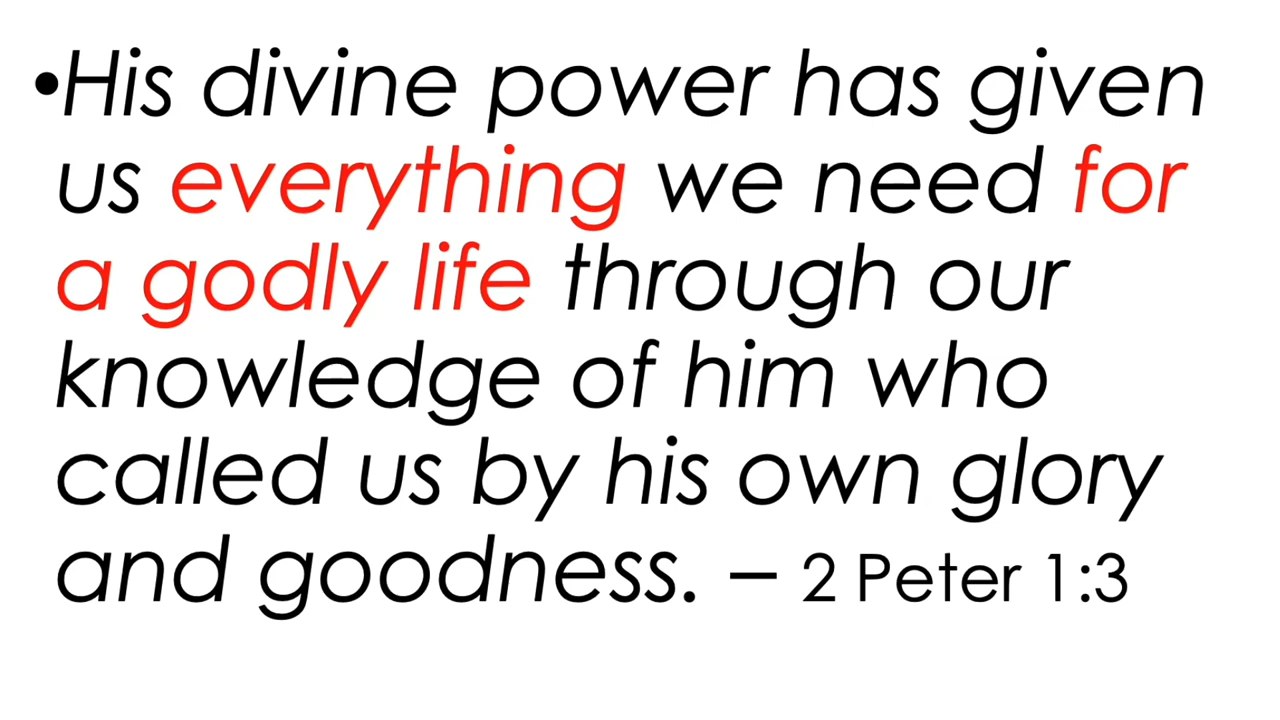 •His divine power has given
us everything we need for
a godly life through our
knowledge of him who
called us by his own glory
and goodness. – 2 Peter 1:3